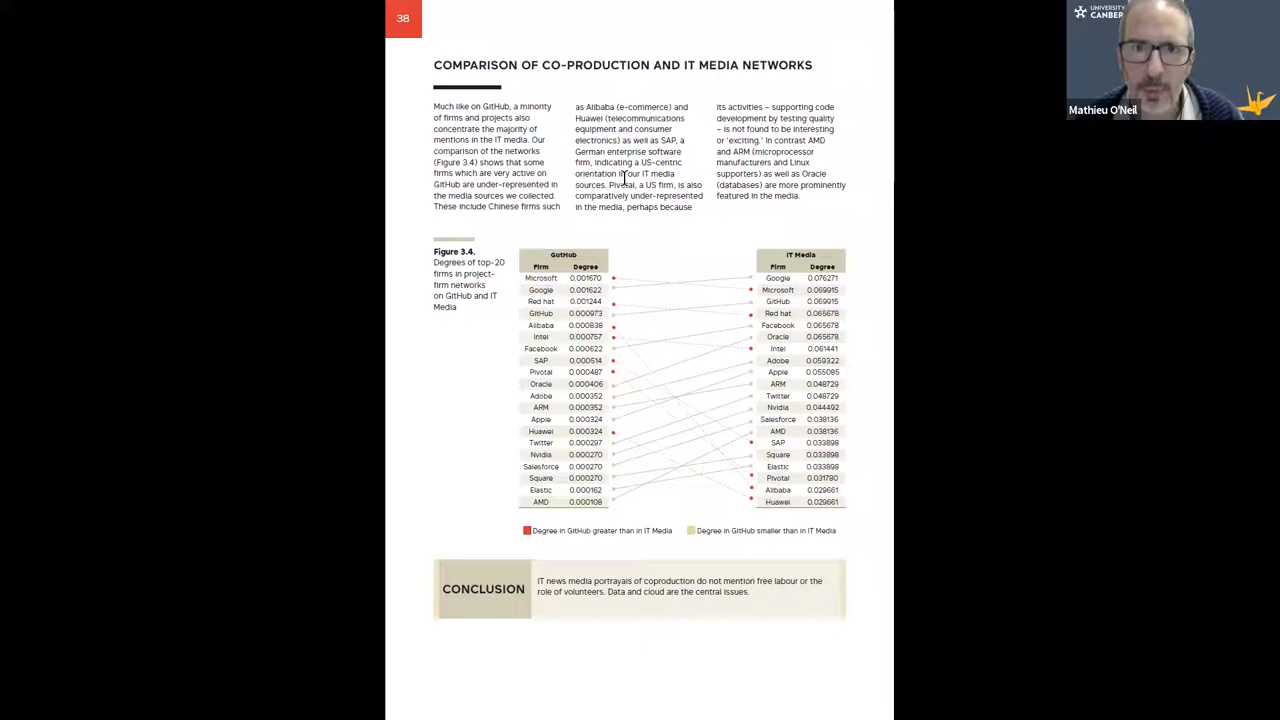 38
COMPARISON OF CO-PRODUCTION AND IT MEDIA NETWORKS
Much like on GitHub, a minority
of firms and projects also
concentrate the majority of
mentions in the IT media. Our
comparison of the networks
(Figure 3.4) shows that some
firms which are very active on
GitHub are under-represented in
the media sources we collected.
These include Chinese firms such
as Alibaba (e-commerce) and
Huawei (telecommunications
equipment and consumer
electronics) as well as SAP, a
German enterprise software
firm, indicating a US-centric
orientation in our IT media
sources. Pivotal, a US firm, is also
comparatively under-represented
in the media, perhaps because
its activities – supporting code
development by testing quality
– is not found to be interesting
or 'exciting.' In contrast AMD
and ARM (microprocessor
manufacturers and Linux
supporters) as well as Oracle
(databases) are more prominently
featured in the media.
Figure 3.4.
Degrees of top-20
firms in project-
firm networks
on GitHub and IT
Media
GutHub
Firm Degree
Microsoft 0.001670
Google 0.001622
Red hat 0.001244
GitHub 0.000973
Alibaba 0.000838
Intel 0.000757
Facebook 0.000622
SAP 0.000514
Pivotal 0.000487
Oracle 0.000406
Adobe 0.000352
ARM 0.000352
Apple 0.000324
Huawei 0.000324
Twitter 0.000297
Nvidia 0.000270
Salesforce 0.000270
Square 0.000270
Elastic 0.000162
AMD 0.000108
IT Media
Firm Degree
Google 0.076271
Microsoft 0.069915
GitHub 0.069915
Red hat 0.065678
Facebook 0.065678
Oracle 0.065678
Intel 0.061441
Adobe 0.059322
Apple 0.055085
ARM 0.048729
Twitter 0.048729
Nvidia 0.044492
Salesforce 0.038136
AMD 0.038136
SAP 0.033898
Square 0.033898
Elastic 0.033898
Pivotal 0.031780
Alibaba 0.029661
Huawei 0.029661
Degree in GitHub greater than in IT Media
Degree in GitHub smaller than in IT Media
CONCLUSION
IT news media portrayals of coproduction do not mention free labour or the
role of volunteers. Data and cloud are the central issues.
UNIVERSITY
CANBER
Mathieu O'Neil